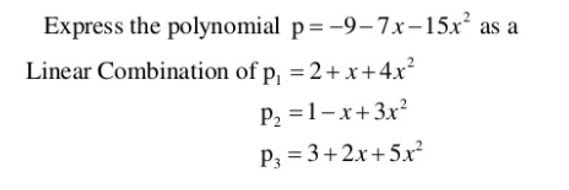 Express the polynomial p = −9 − 7x − 15x² as a
Linear Combination of p₁ = 2 + x + 4x²
p₂ = 1 − x + 3x²
p₃ = 3 + 2x + 5x²